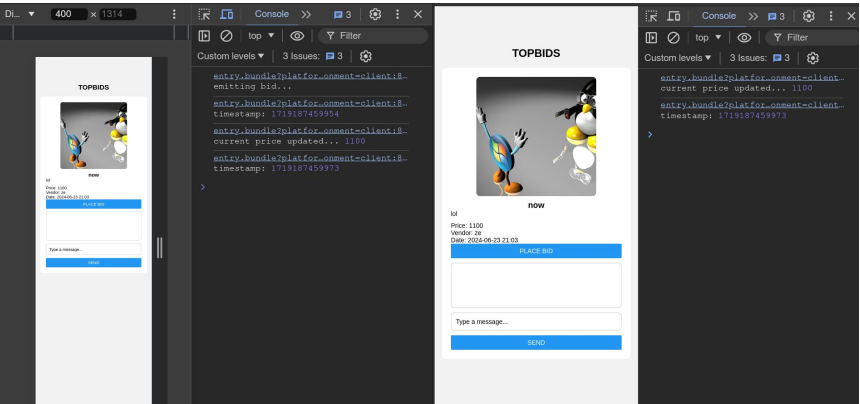 Di... ▼ 400 × 1314
TOPBIDS
now
lol
Price: 1100
Vendor: ze
Date: 2024-06-23 21:03
PLACE BID
Type a message...
SEND
Console 3
top ▼ Filter
Custom levels ▼ 3 Issues: 3
entry.bundle?platfor…onment=client:8…
emitting bid...
entry.bundle?platfor…onment=client:8…
timestamp: 1719187459954
entry.bundle?platfor…onment=client:8…
current price updated... 1100
entry.bundle?platfor…onment=client:8…
timestamp: 1719187459973
TOPBIDS
now
lol
Price: 1100
Vendor: ze
Date: 2024-06-23 21:03
PLACE BID
Type a message...
SEND
Console 3
top ▼ Filter
Custom levels ▼ 3 Issues: 3
entry.bundle?platfor…onment=client…
current price updated... 1100
entry.bundle?platfor…onment=client…
timestamp: 1719187459973